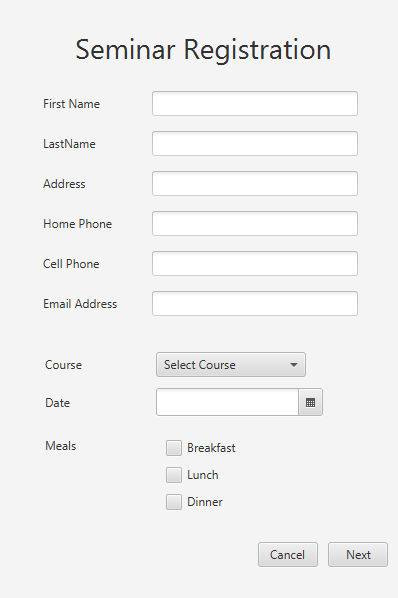 Seminar Registration
First Name
LastName
Address
Home Phone
Cell Phone
Email Address
Course Select Course
Date
Meals Breakfast
Lunch
Dinner
Cancel Next